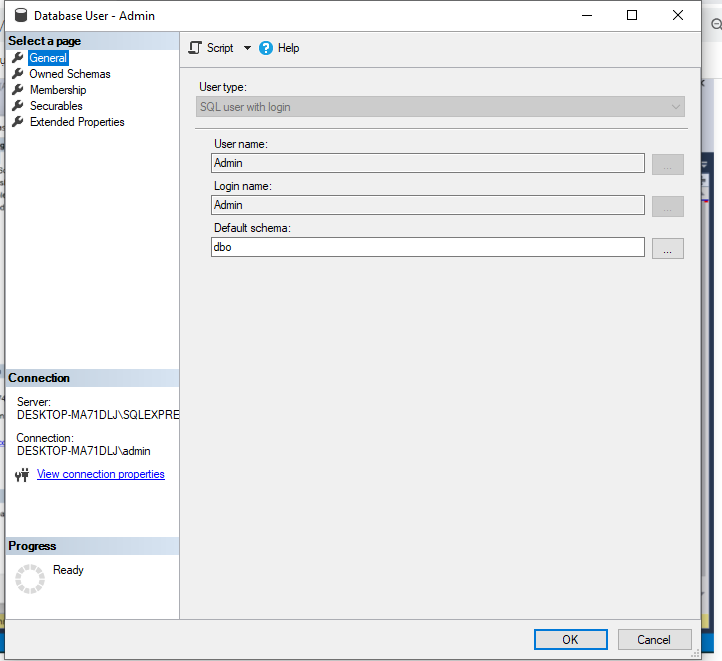 Database User - Admin
Select a page
General
Owned Schemas
Membership
Securables
Extended Properties
Script
Help
User type:
SQL user with login
User name:
Admin
...
Login name:
Admin
...
Default schema:
dbo
...
Connection
Server:
DESKTOP-MA71DLJ\SQLEXPRE
Connection:
DESKTOP-MA71DLJ\admin
View connection properties
Progress
Ready
OK
Cancel